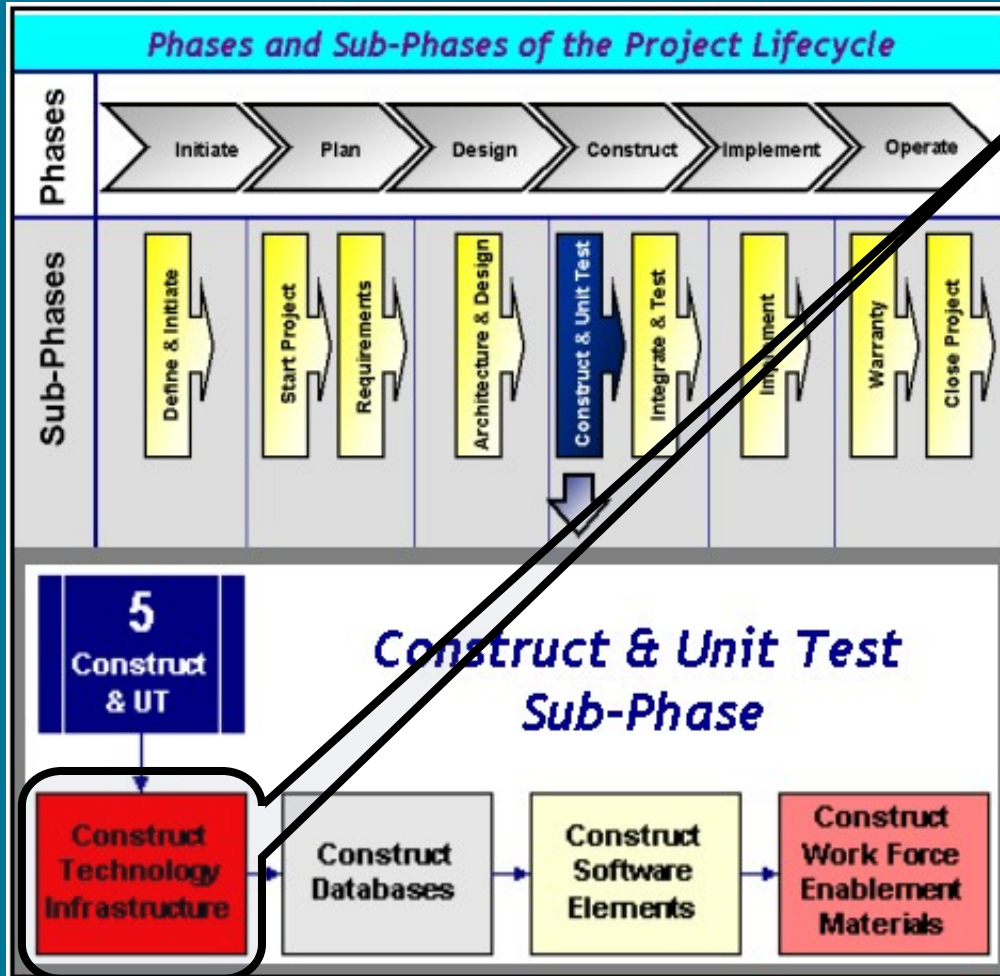 Phases and Sub-Phases of the Project Lifecycle
Phases
Initiate
Plan
Design
Construct
Implement
Operate
Sub-Phases
Define & Initiate
Start Project
Requirements
Architecture & Design
Construct & Unit Test
Integrate & Test
Implement
Warranty
Close Project
5
Construct
& UT
Construct & Unit Test
Sub-Phase
Construct
Technology
Infrastructure
Construct
Databases
Construct
Software
Elements
Construct
Work Force
Enablement
Materials